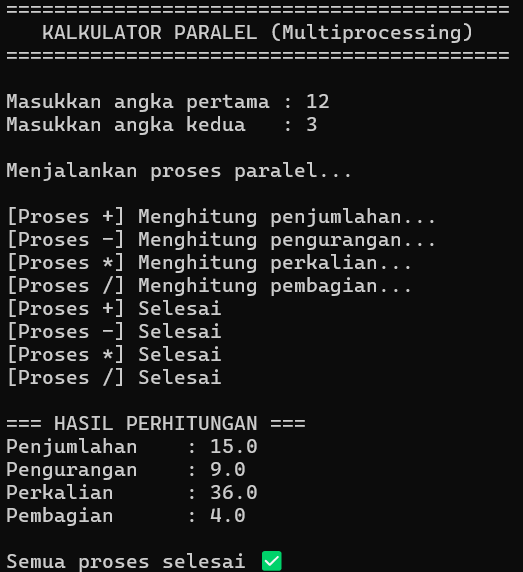 ==========================================
KALKULATOR PARALEL (Multiprocessing)
==========================================
Masukkan angka pertama : 12
Masukkan angka kedua   : 3
Menjalankan proses paralel...
[Proses +] Menghitung penjumlahan...
[Proses -] Menghitung pengurangan...
[Proses *] Menghitung perkalian...
[Proses /] Menghitung pembagian...
[Proses +] Selesai
[Proses -] Selesai
[Proses *] Selesai
[Proses /] Selesai
=== HASIL PERHITUNGAN ===
Penjumlahan    : 15.0
Pengurangan    : 9.0
Perkalian      : 36.0
Pembagian      : 4.0
Semua proses selesai ✅